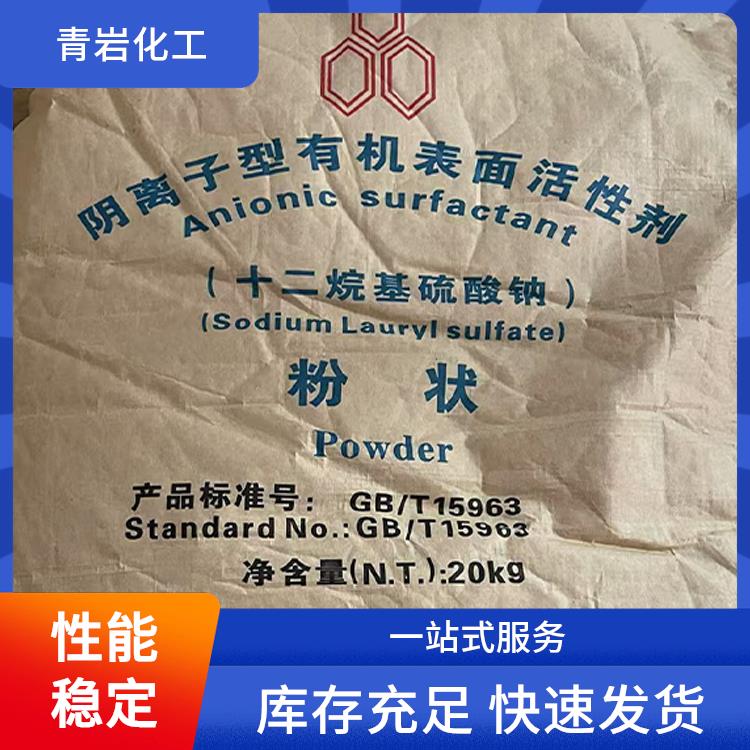 青岩化工
阴离子型有机表面活性剂
Anionic surfactant
(十二烷基硫酸钠)
(Sodium Lauryl sulfate)
粉 状
Powder
产品标准号: GB/T15963
Standard No.:GB/T15963
净含量(N.T.):20kg
性能
稳定
一站式服务
库存充足 快速发货